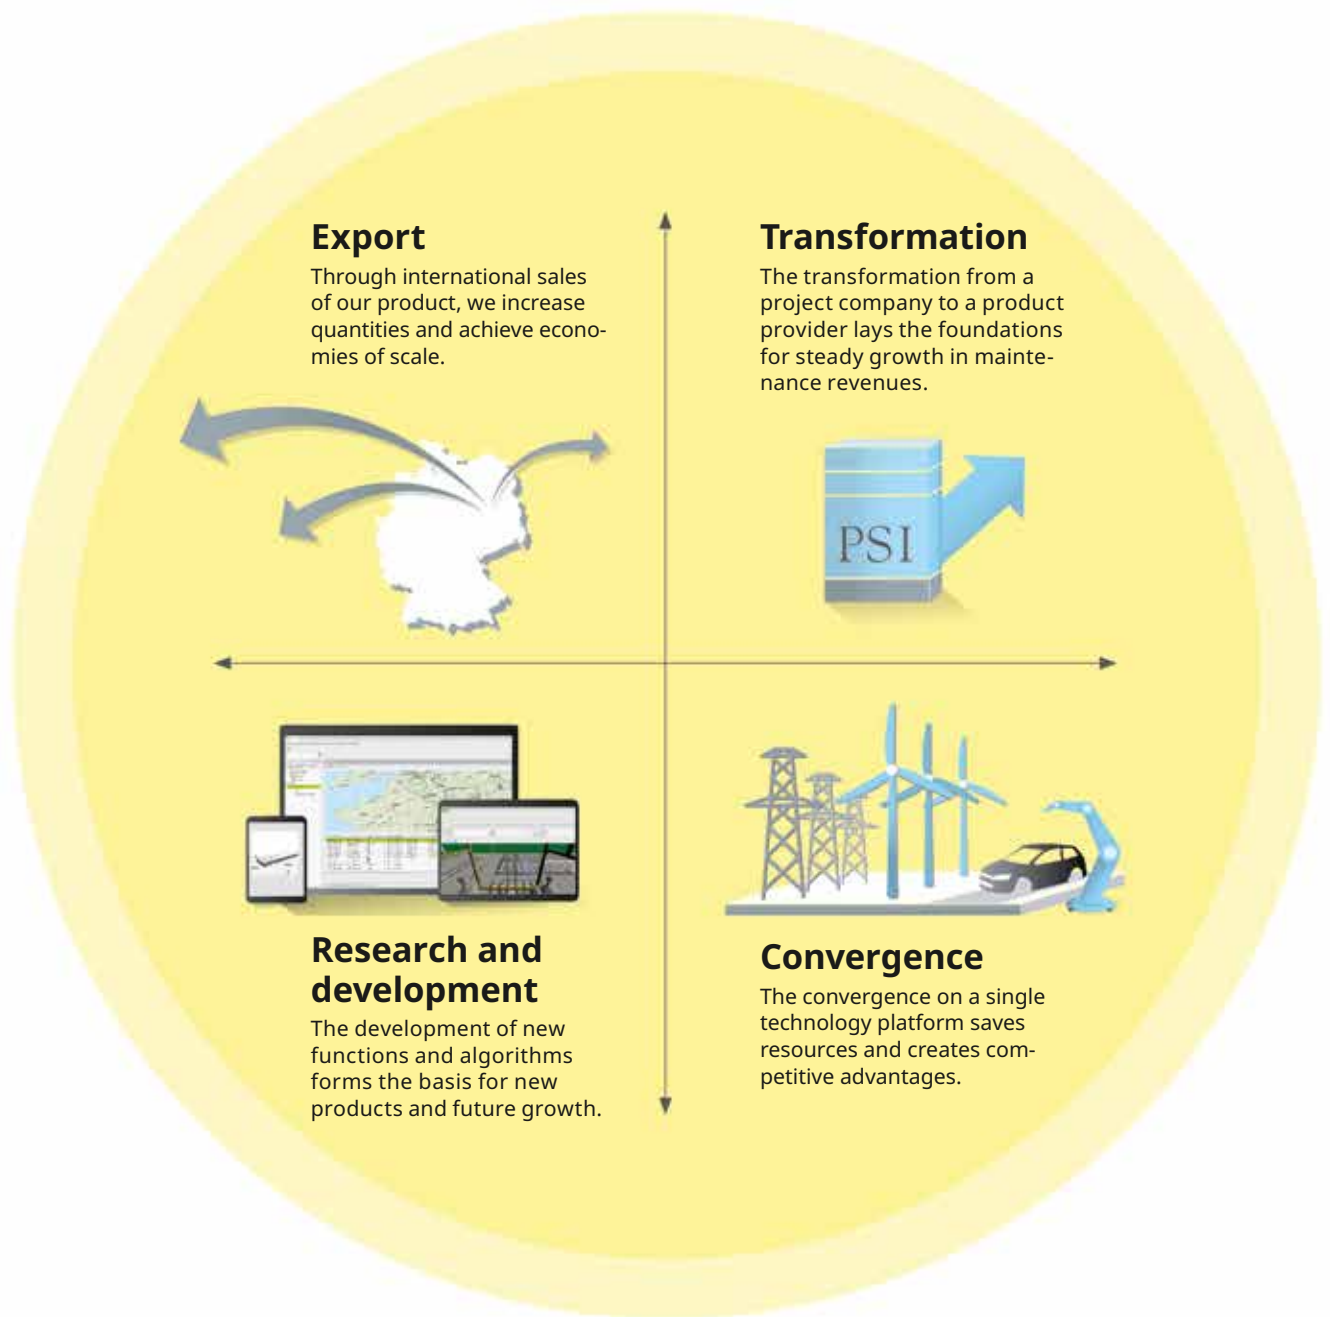 Export
Through international sales
of our product, we increase
quantities and achieve econo-
mies of scale.
Transformation
The transformation from a
project company to a product
provider lays the foundations
for steady growth in mainte-
nance revenues.
PSI
Research and
development
The development of new
functions and algorithms
forms the basis for new
products and future growth.
Convergence
The convergence on a single
technology platform saves
resources and creates com-
petitive advantages.